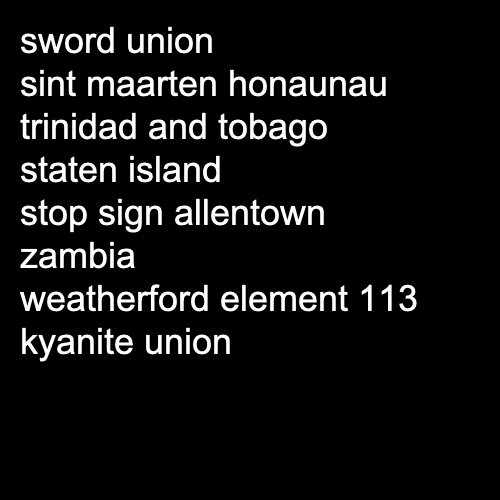 sword union
sint maarten honaunau
trinidad and tobago
staten island
stop sign allentown
zambia
weatherford element 113
kyanite union